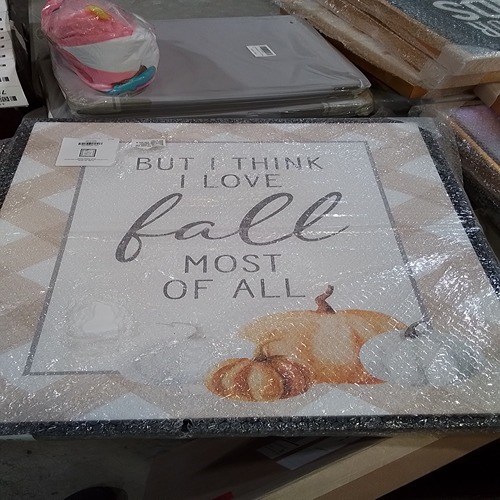 BUT I THINK
I LOVE
fall
MOST
OF ALL